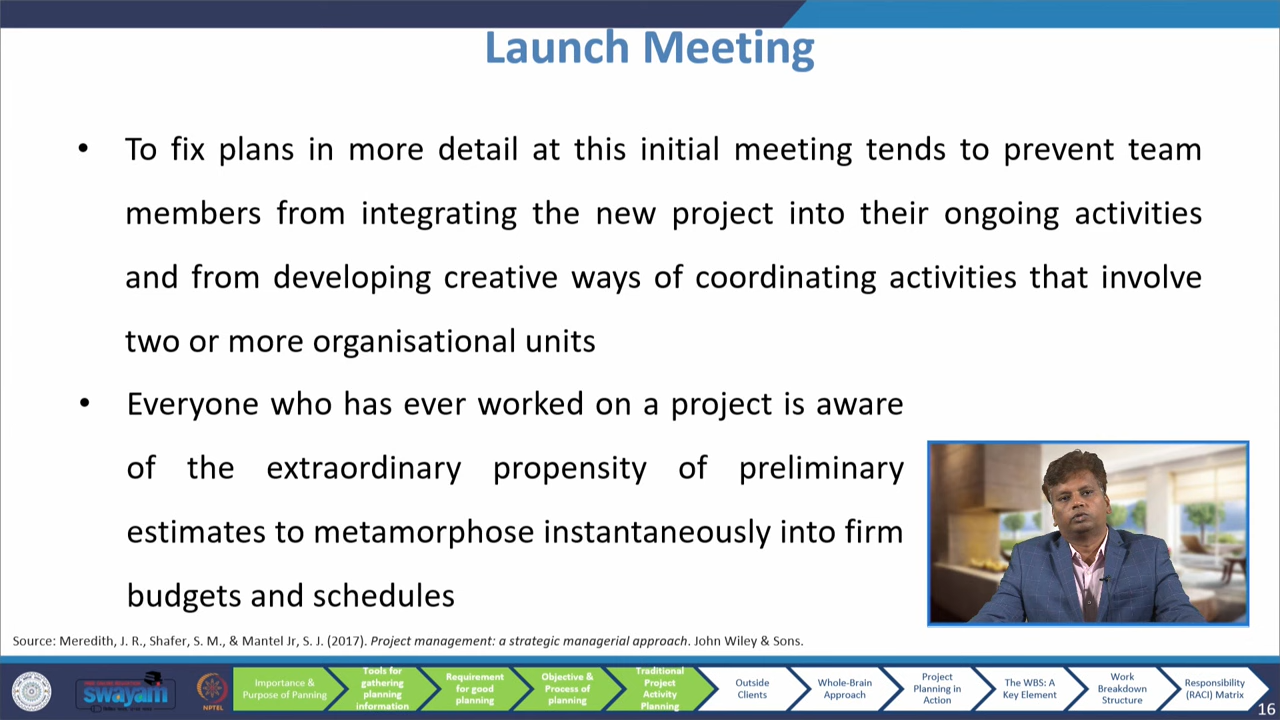 Launch Meeting
• To fix plans in more detail at this initial meeting tends to prevent team
members from integrating the new project into their ongoing activities
and from developing creative ways of coordinating activities that involve
two or more organisational units
• Everyone who has ever worked on a project is aware
of the extraordinary propensity of preliminary
estimates to metamorphose instantaneously into firm
budgets and schedules
Source: Meredith, J. R., Shafer, S. M., & Mantel Jr, S. J. (2017). Project management: a strategic managerial approach. John Wiley & Sons.
swayam
NPTEL
Importance &
Purpose of Panning
Tools for
gathering
planning
information
Requirement
for good
planning
Objective &
Process of
planning
Traditional
Project
Activity
Planning
Outside
Clients
Whole-Brain
Approach
Project
Planning in
Action
The WBS: A
Key Element
Work
Breakdown
Structure
Responsibility
(RACI) Matrix
16